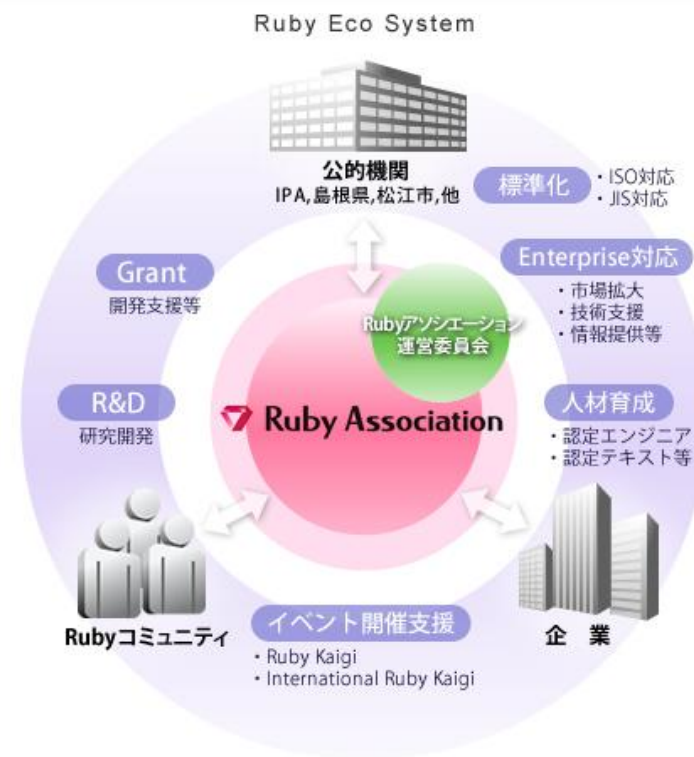 Ruby Eco System
公的機関
IPA,島根県,松江市,他
標準化
・ISO対応
・JIS対応
Grant
開発支援等
Enterprise対応
・市場拡大
・技術支援
・情報提供等
Rubyアソシエーション
運営委員会
R&D
研究開発
Ruby Association
人材育成
・認定エンジニア
・認定テキスト等
Rubyコミュニティ
イベント開催支援
・Ruby Kaigi
・International Ruby Kaigi
企 業